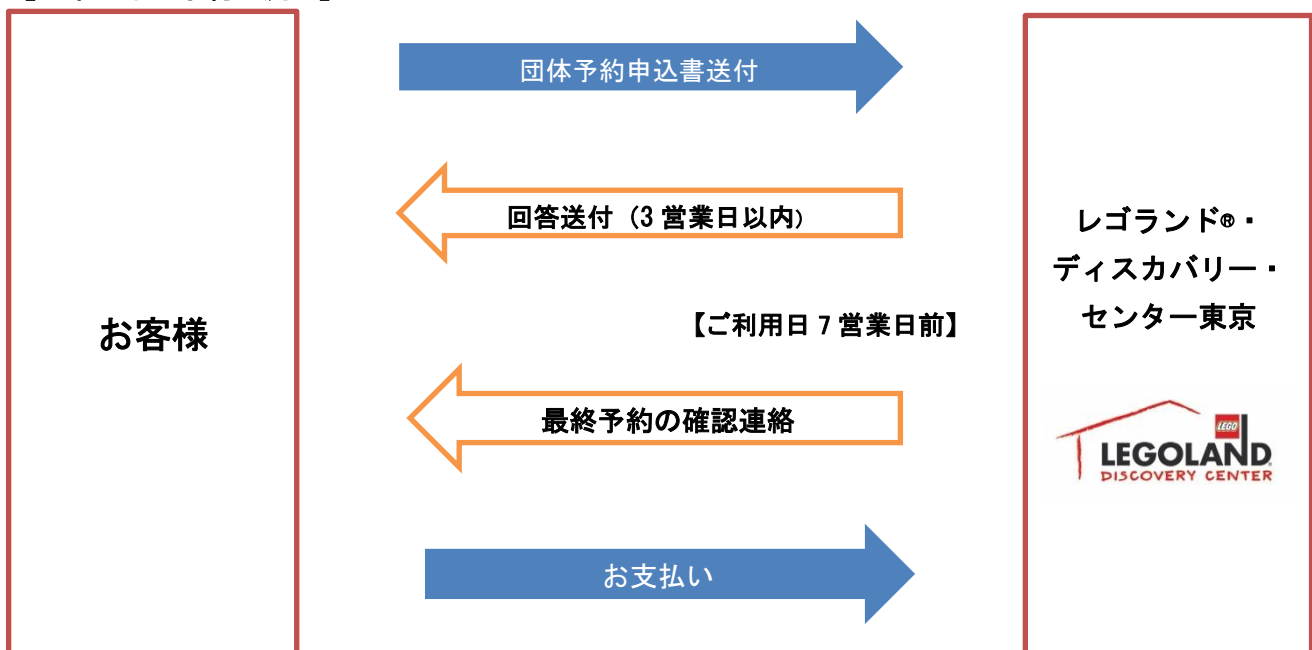 お客様
団体予約申込書送付
回答送付（3 営業日以内）
【ご利用日 7 営業日前】
最終予約の確認連絡
お支払い
レゴランド®・
ディスカバリー・
センター東京
LEGO
LEGOLAND
DISCOVERY CENTER